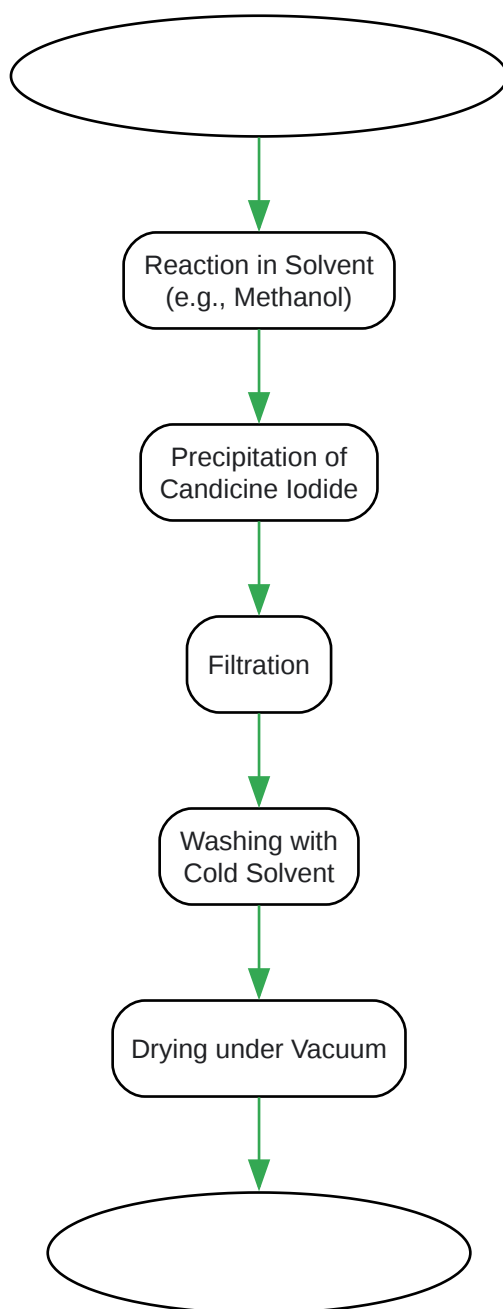 Reaction in Solvent
(e.g., Methanol)
Precipitation of
Candicine Iodide
Filtration
Washing with
Cold Solvent
Drying under Vacuum